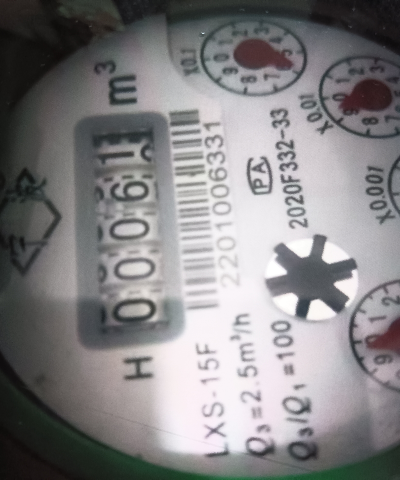 H
00061
m³
2201006331
LXS-15F
Q₃=2.5m³/h
Q₃/Q₁=100
PA
2020F332-33
X0.1
X0.01
X0.001